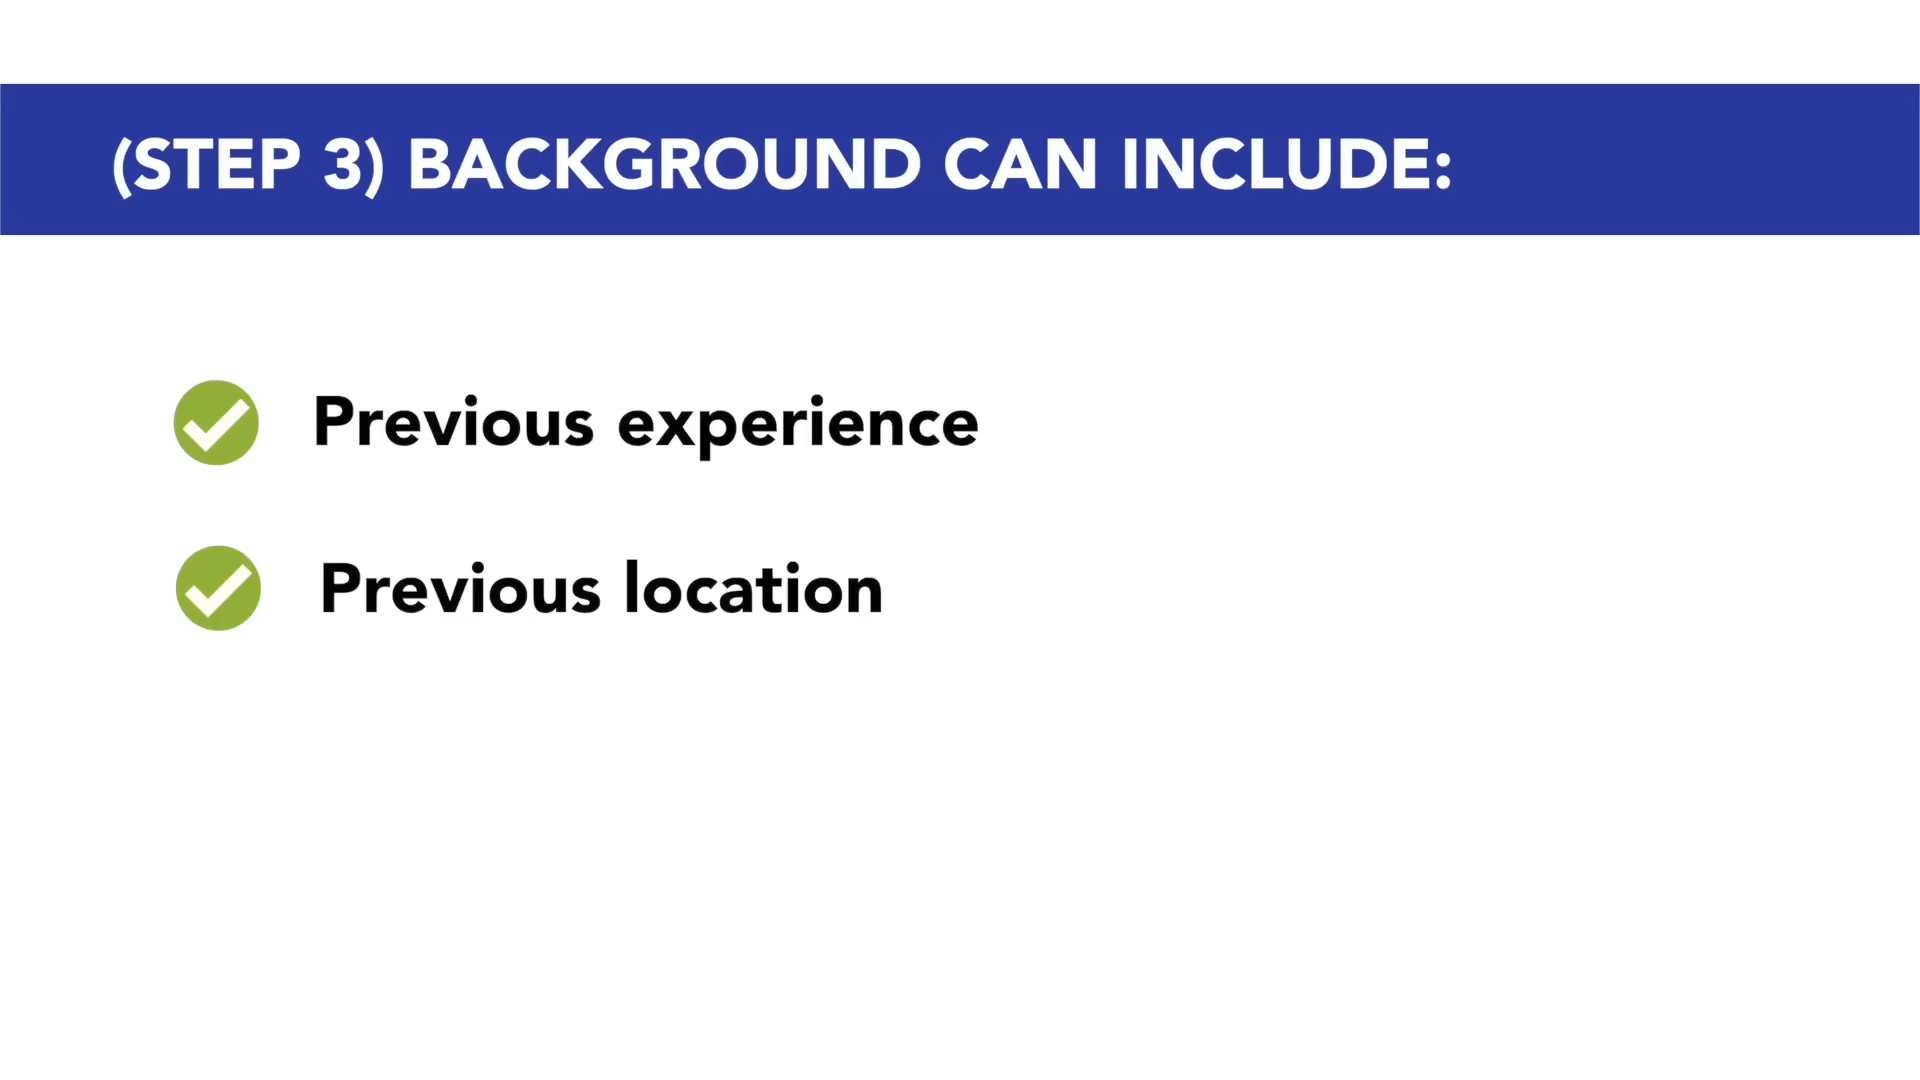 (STEP 3) BACKGROUND CAN INCLUDE:
Previous experience
Previous location